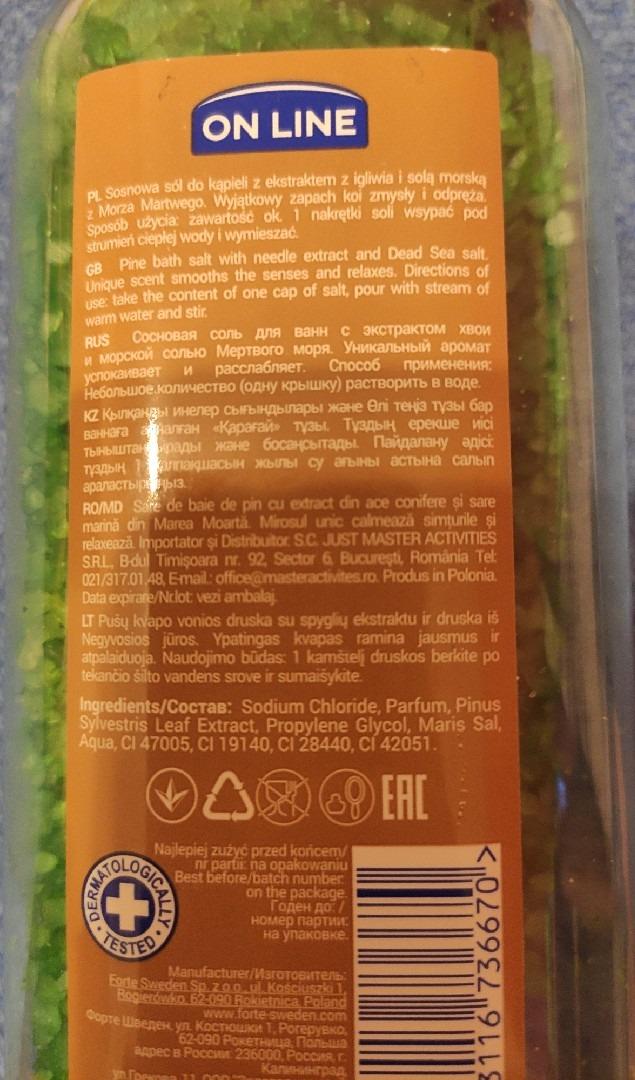 ON LINE
PL Sosnowa sól do kąpieli z ekstraktem z igliwia i solą morską
z Morza Martwego. Wyjątkowy zapach koi zmysły i odpręża.
Sposób użycia: zawartość ok. 1 nakrętki soli wsypać pod
strumień ciepłej wody i wymieszać.
GB Pine bath salt with needle extract and Dead Sea salt.
Unique scent smooths the senses and relaxes. Directions of
use: take the content of one cap of salt, pour with stream of
warm water and stir.
RUS Сосновая соль для ванн с экстрактом хвои
и морской солью Мертвого моря. Уникальный аромат
успокаивает и расслабляет. Способ применения:
Небольшое количество (одну крышку) растворить в воде.
KZ Қылқанды инелер сығындылары және Өлі теңіз тұзы бар
ваннаға арналған «Қарағай» тұзы. Тұздың ерекше иісі
және босаңсытады. Пайдалану әдісі:
тұздың 1 қалпақшасын жылы су ағыны астына салып
араластырыңыз.
RO/MD Sare de baie de pin cu extract din ace conifere și sare
marină din Marea Moartă. Mirosul unic calmează simțurile și
relaxează. Importator și Distribuitor: S.C. JUST MASTER ACTIVITIES
S.R.L., B-dul Timișoara nr. 92, Sector 6, București, România Tel:
021/317.01.48, E-mail.: office@masteractivites.ro. Produs in Polonia.
Data expirare/Nr.lot: vezi ambalaj.
LT Pušų kvapo vonios druska su spyglių ekstraktu ir druska iš
Negyvosios jūros. Ypatingas kvapas ramina jausmus ir
atpalaiduoja. Naudojimo būdas: 1 kamštelį druskos berkite po
tekančio šilto vandens srove ir sumaišykite.
Ingredients/Состав: Sodium Chloride, Parfum, Pinus
Sylvestris Leaf Extract, Propylene Glycol, Maris Sal,
Aqua, CI 47005, CI 19140, CI 28440, CI 42051.
EAC
DERMATOLOGICALLY
TESTED
Najlepiej zużyć przed końcem/
nr partii: na opakowaniu
Best before/batch number:
on the package.
Годен до: /
номер партии:
на упаковке.
Manufacturer/Изготовитель:
Forte Sweden Sp. z o.o., ul. Kościuszki 1,
Rogierówko, 62-090 Rokietnica, Poland
www.forte-sweden.com
Форте Шведен, ул. Костюшки 1, Рогерувко,
62-090 Рокетница, Польша
адрес в России: 236000, Россия, г.
Калининград,
3116 736670 >